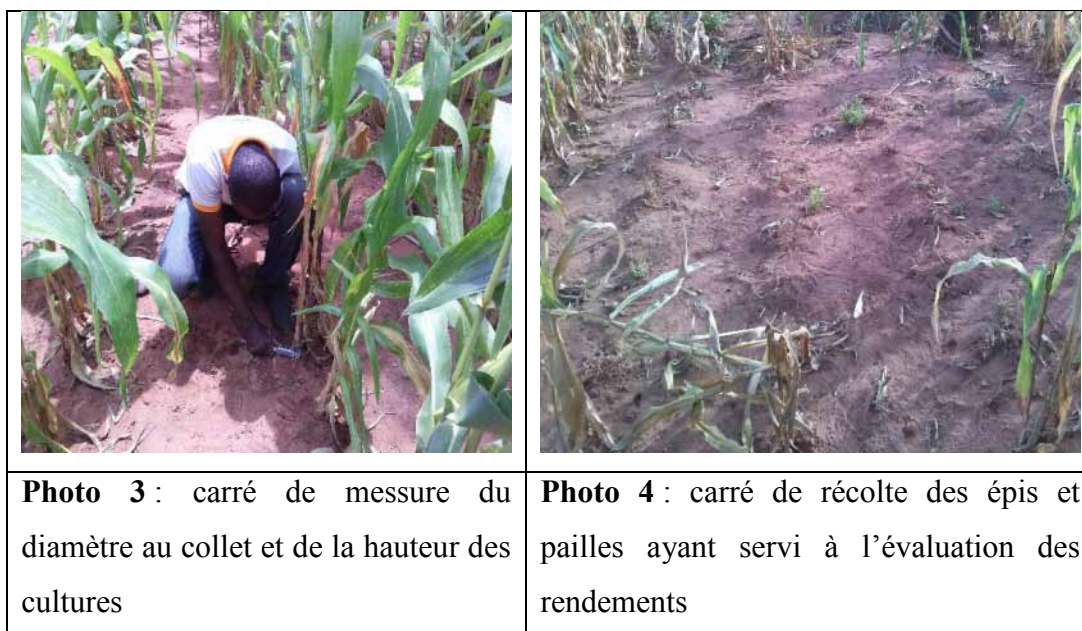 Photo 3 : carré de messure du
diamètre au collet et de la hauteur des
cultures
Photo 4 : carré de récolte des épis et
pailles ayant servi à l’évaluation des
rendements